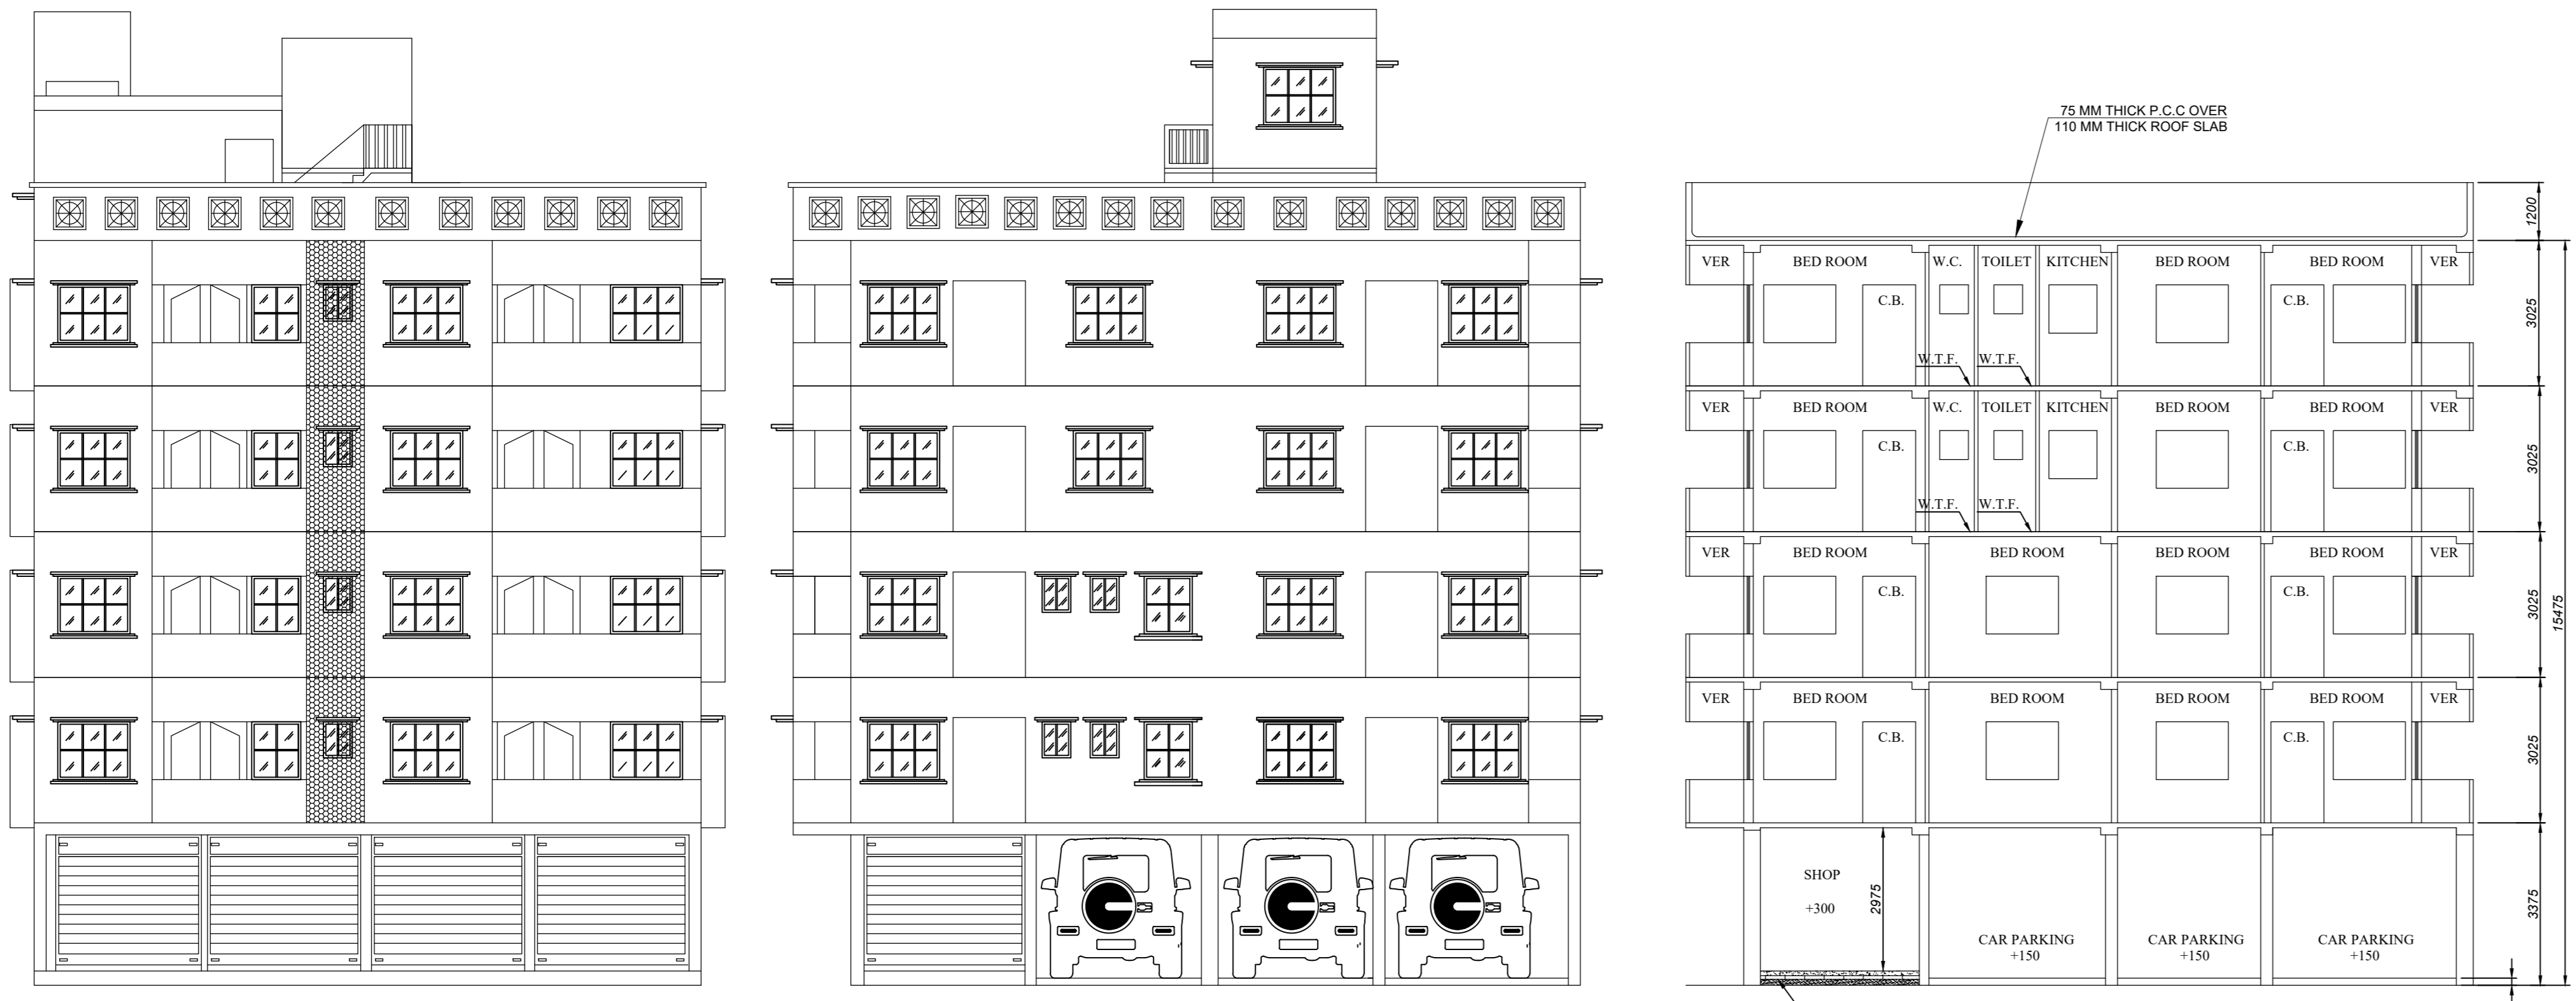 75 MM THICK P.C.C OVER
110 MM THICK ROOF SLAB
1200
VER BED ROOM W.C. TOILET KITCHEN BED ROOM BED ROOM VER
C.B. C.B.
3025
W.T.F. W.T.F.
VER BED ROOM W.C. TOILET KITCHEN BED ROOM BED ROOM VER
C.B. C.B.
3025
W.T.F. W.T.F.
VER BED ROOM BED ROOM BED ROOM BED ROOM VER
C.B. C.B.
3025
15475
VER BED ROOM BED ROOM BED ROOM BED ROOM VER
C.B. C.B.
3025
SHOP
+300
2975
3375
CAR PARKING CAR PARKING CAR PARKING
+150 +150 +150